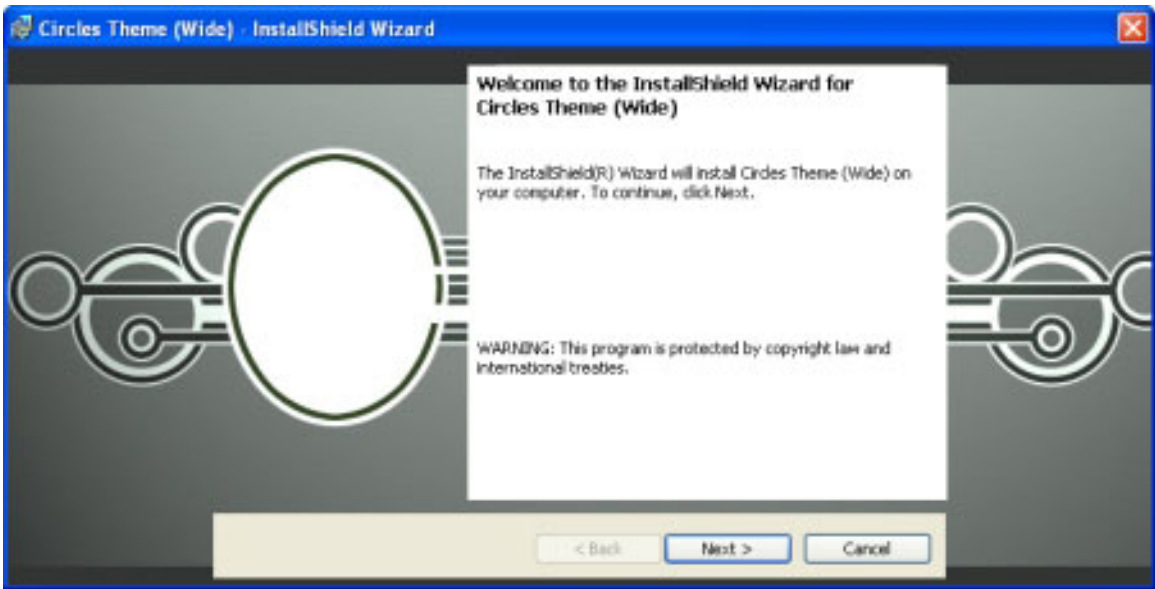 Circles Theme (Wide) - InstallShield Wizard
Welcome to the InstallShield Wizard for
Circles Theme (Wide)
The InstallShield(R) Wizard will install Circles Theme (Wide) on
your computer. To continue, click Next.
WARNING: This program is protected by copyright law and
international treaties.
< Back
Next >
Cancel